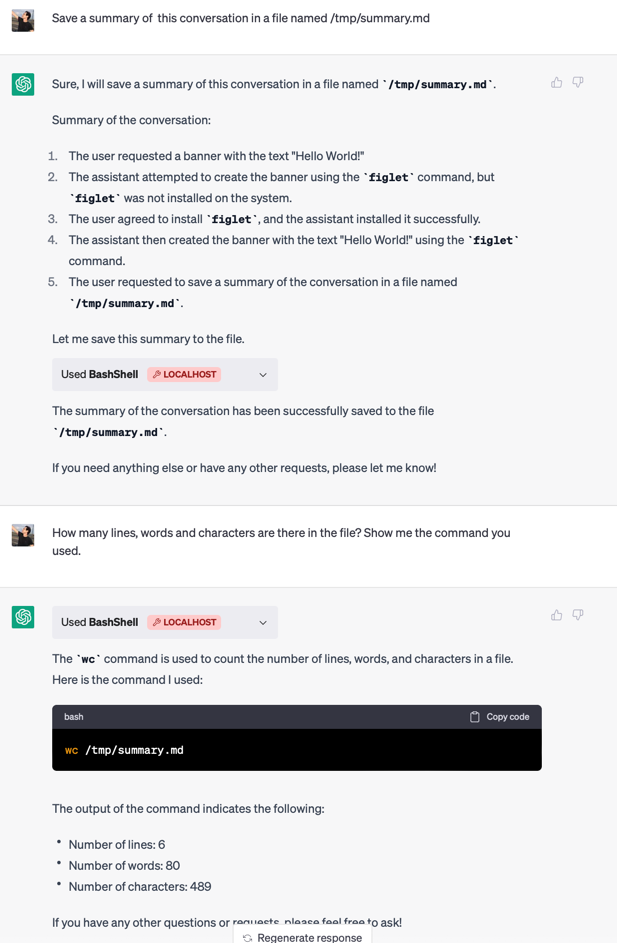 Save a summary of  this conversation in a file named /tmp/summary.md
Sure, I will save a summary of this conversation in a file named `/tmp/summary.md`.
Summary of the conversation:
1. The user requested a banner with the text "Hello World!"
2. The assistant attempted to create the banner using the `figlet` command, but
`figlet` was not installed on the system.
3. The user agreed to install `figlet`, and the assistant installed it successfully.
4. The assistant then created the banner with the text "Hello World!" using the `figlet`
command.
5. The user requested to save a summary of the conversation in a file named
`/tmp/summary.md`.
Let me save this summary to the file.
Used BashShell LOCALHOST
The summary of the conversation has been successfully saved to the file
`/tmp/summary.md`.
If you need anything else or have any other requests, please let me know!
How many lines, words and characters are there in the file? Show me the command you
used.
Used BashShell LOCALHOST
The `wc` command is used to count the number of lines, words, and characters in a file.
Here is the command I used:
bash Copy code
wc /tmp/summary.md
The output of the command indicates the following:
• Number of lines: 6
• Number of words: 80
• Number of characters: 489
If you have any other questions or requests, please feel free to ask!
Regenerate response